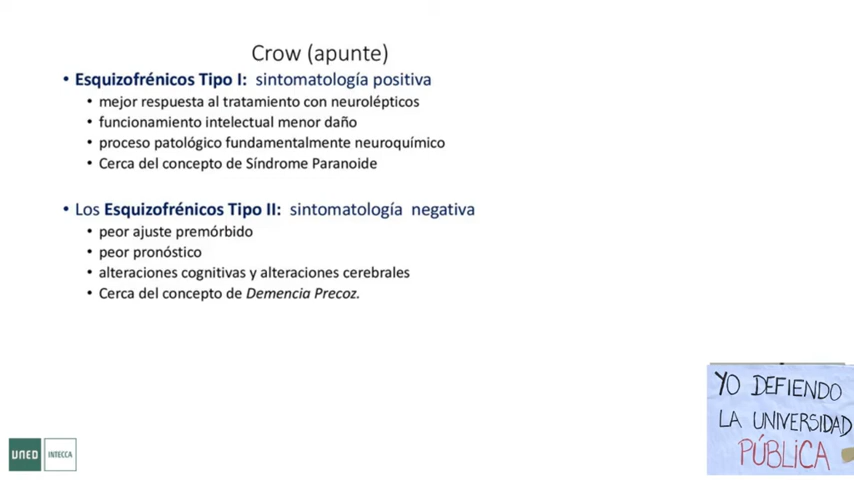 Crow (apunte)
• Esquizofrénicos Tipo I: sintomatología positiva
• mejor respuesta al tratamiento con neurolépticos
• funcionamiento intelectual menor daño
• proceso patológico fundamentalmente neuroquímico
• Cerca del concepto de Síndrome Paranoide
• Los Esquizofrénicos Tipo II: sintomatología negativa
• peor ajuste premórbido
• peor pronóstico
• alteraciones cognitivas y alteraciones cerebrales
• Cerca del concepto de Demencia Precoz.
YO DEFIENDO
LA UNIVERSIDAD
PÚBLICA
UNED INTECCA